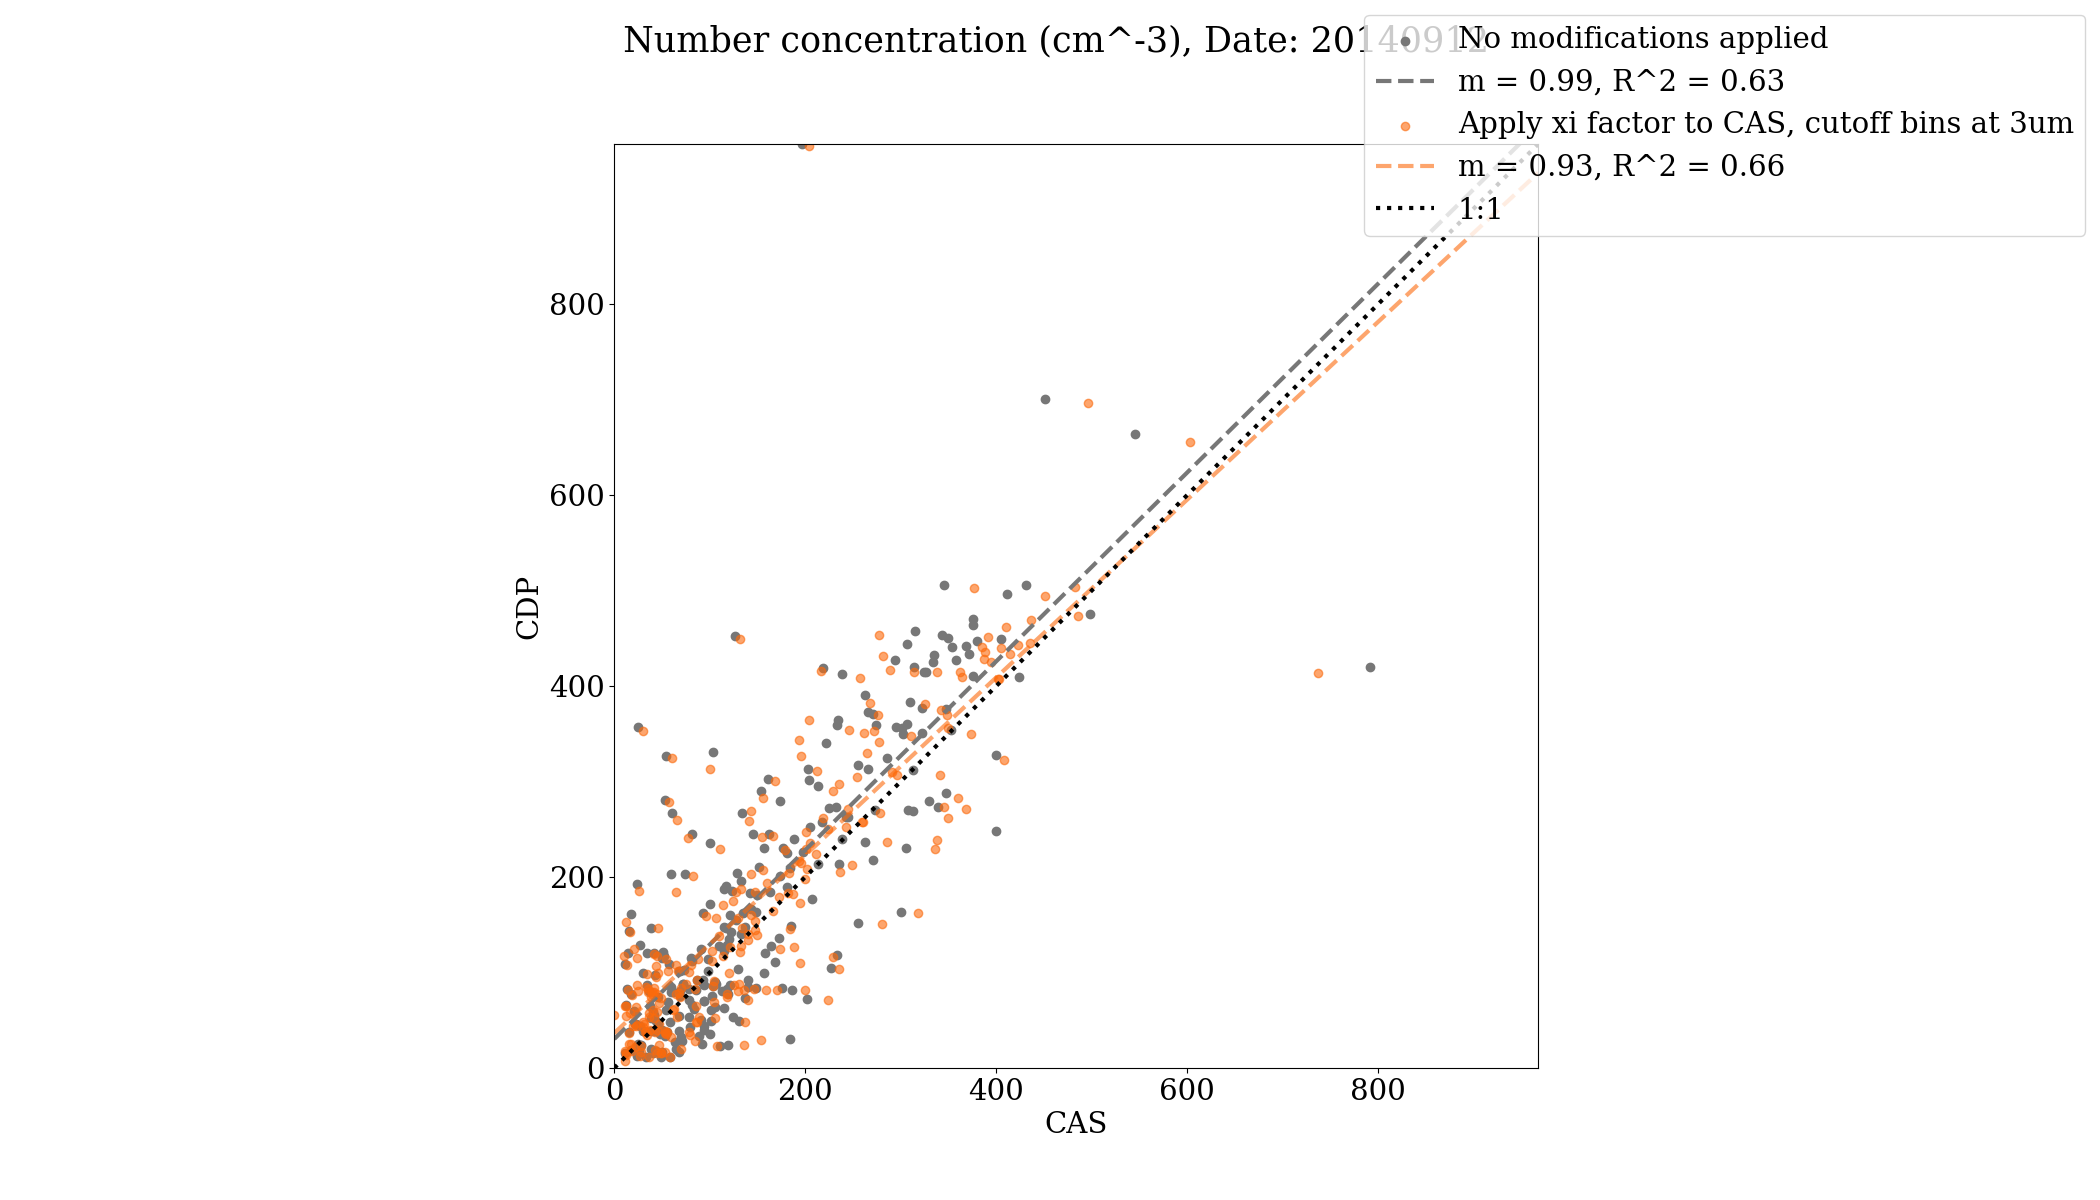 Number concentration (cm^-3), Date: 20140912
No modifications applied
m = 0.99, R^2 = 0.63
Apply xi factor to CAS, cutoff bins at 3um
m = 0.93, R^2 = 0.66
1:1
800
600
400
200
0
CDP
0 200 400 600 800
CAS